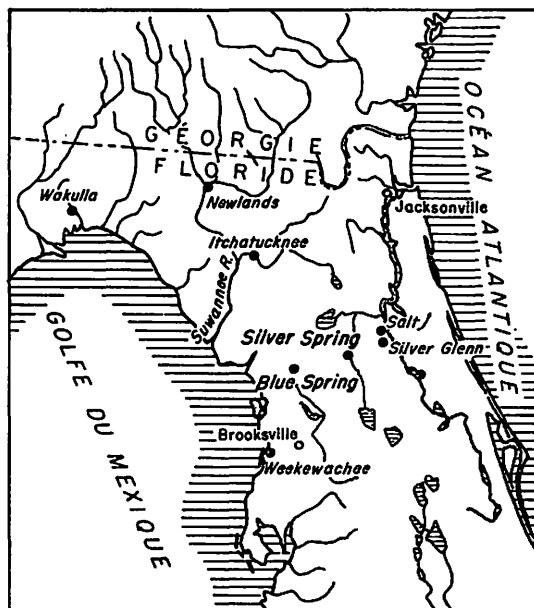 GÉORGIE
FLORIDE
OCÉAN ATLANTIQUE
Wakulla
Newlands
Jacksonville
Itchatucknee
Suwannee R.
Salt
Silver Glenn
Silver Spring
Blue Spring
GOLFE DU MEXIQUE
Brooksville
Weekewachee